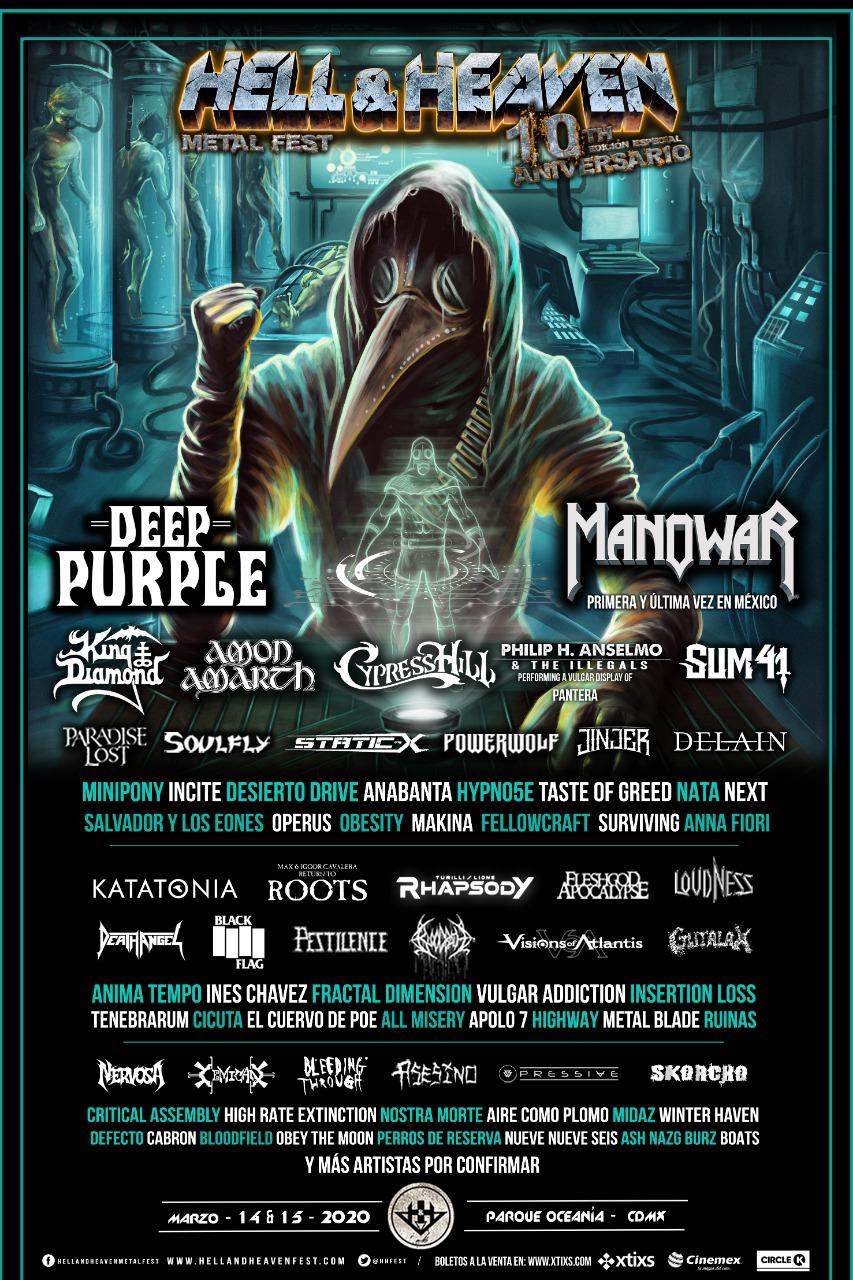 HELL & HEAVEN
METAL FEST
10TH EDICIÓN ESPECIAL
ANIVERSARIO
DEEP PURPLE
MANOWAR
PRIMERA Y ÚLTIMA VEZ EN MÉXICO
King Diamond AMON AMARTH CYPRESS HILL PHILIP H. ANSELMO & THE ILLEGALS PERFORMING A VULGAR DISPLAY OF PANTERA SUM 41
PARADISE LOST SOULFLY STATIC-X POWERWOLF JINJER DELAIN
MINIPONY INCITE DESIERTO DRIVE ANABANTA HYPNO5E TASTE OF GREED NATA NEXT
SALVADOR Y LOS EONES OPERUS OBESITY MAKINA FELLOWCRAFT SURVIVING ANNA FIORI
KATATONIA MAX & IGGOR CAVALERA RETURN TO ROOTS TURILLI / LIONE RHAPSODY FLESHGOD APOCALYPSE LOUDNESS
DEATH ANGEL BLACK FLAG PESTILENCE BLOODBATH Visions of Atlantis GUTALAX
ANIMA TEMPO INES CHAVEZ FRACTAL DIMENSION VULGAR ADDICTION INSERTION LOSS
TENEBRARUM CICUTA EL CUERVO DE POE ALL MISERY APOLO 7 HIGHWAY METAL BLADE RUINAS
NERVOSA XEMICAN BLEEDING THROUGH ASESINO OPRESSIVE SKORCHO
CRITICAL ASSEMBLY HIGH RATE EXTINCTION NOSTRA MORTE AIRE COMO PLOMO MIDAZ WINTER HAVEN
DEFECTO CABRON BLOODFIELD OBEY THE MOON PERROS DE RESERVA NUEVE NUEVE SEIS ASH NAZG BURZ BOATS
Y MÁS ARTISTAS POR CONFIRMAR
MARZO - 14 & 15 - 2020 H&H PARQUE OCEANÍA - CDMX
HELLANDHEAVENMETALFEST WWW.HELLANDHEAVENFEST.COM @HHFEST / BOLETOS A LA VENTA EN: WWW.XTIXS.COM xtixs Cinemex CIRCLE K